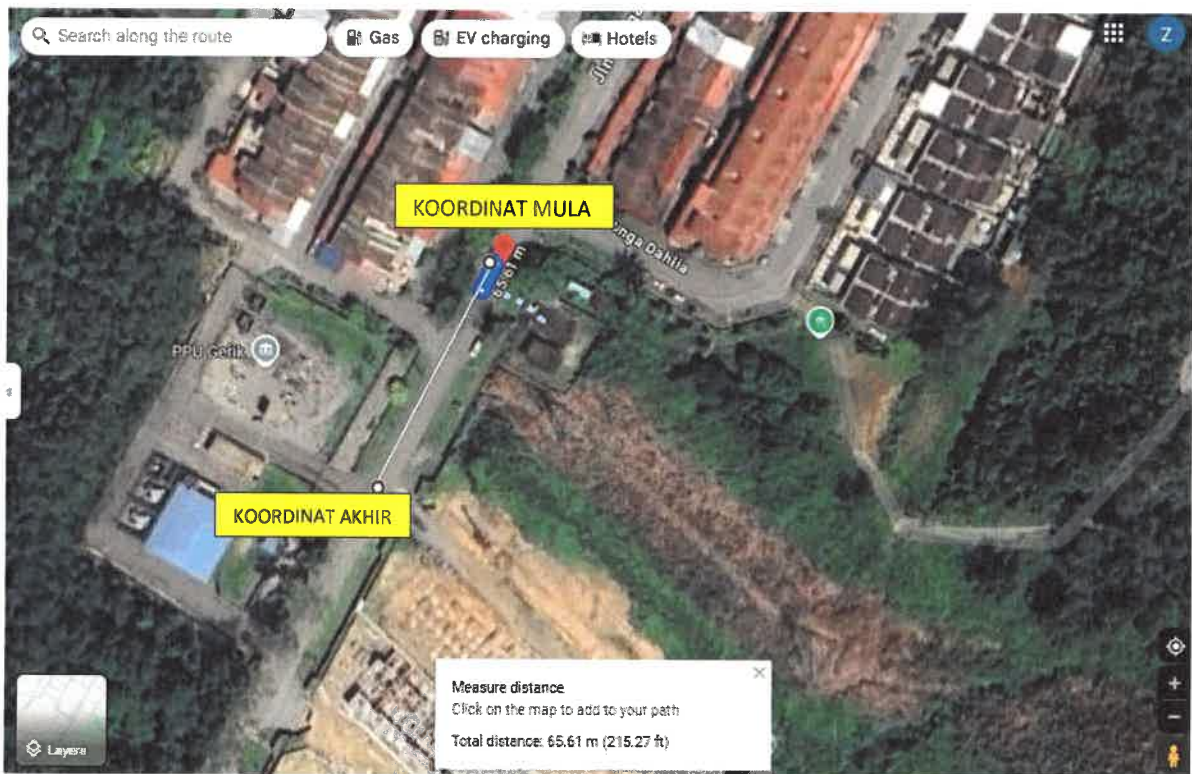 Search along the route
Gas
EV charging
Hotels
Z
KOORDINAT MULA
65.61 m
Dahlia
PPU
KOORDINAT AKHIR
Measure distance
Click on the map to add to your path
Total distance: 65.61 m (215.27 ft)
Layers